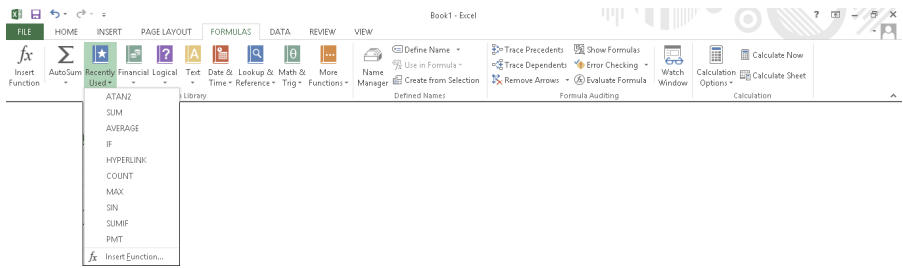 Book1 - Excel
FILE HOME INSERT PAGE LAYOUT FORMULAS DATA REVIEW VIEW
fx Insert Function
Σ AutoSum
Recently Used
Financial
Logical
Text
Date & Time
Lookup & Reference
Math & Trig
More Functions
Library
Name Manager
Define Name
Use in Formula
Create from Selection
Defined Names
Trace Precedents
Trace Dependents
Remove Arrows
Show Formulas
Error Checking
Evaluate Formula
Formula Auditing
Watch Window
Calculation Options
Calculate Now
Calculate Sheet
Calculation
ATAN2
SUM
AVERAGE
IF
HYPERLINK
COUNT
MAX
SIN
SUMIF
PMT
fx Insert Function...